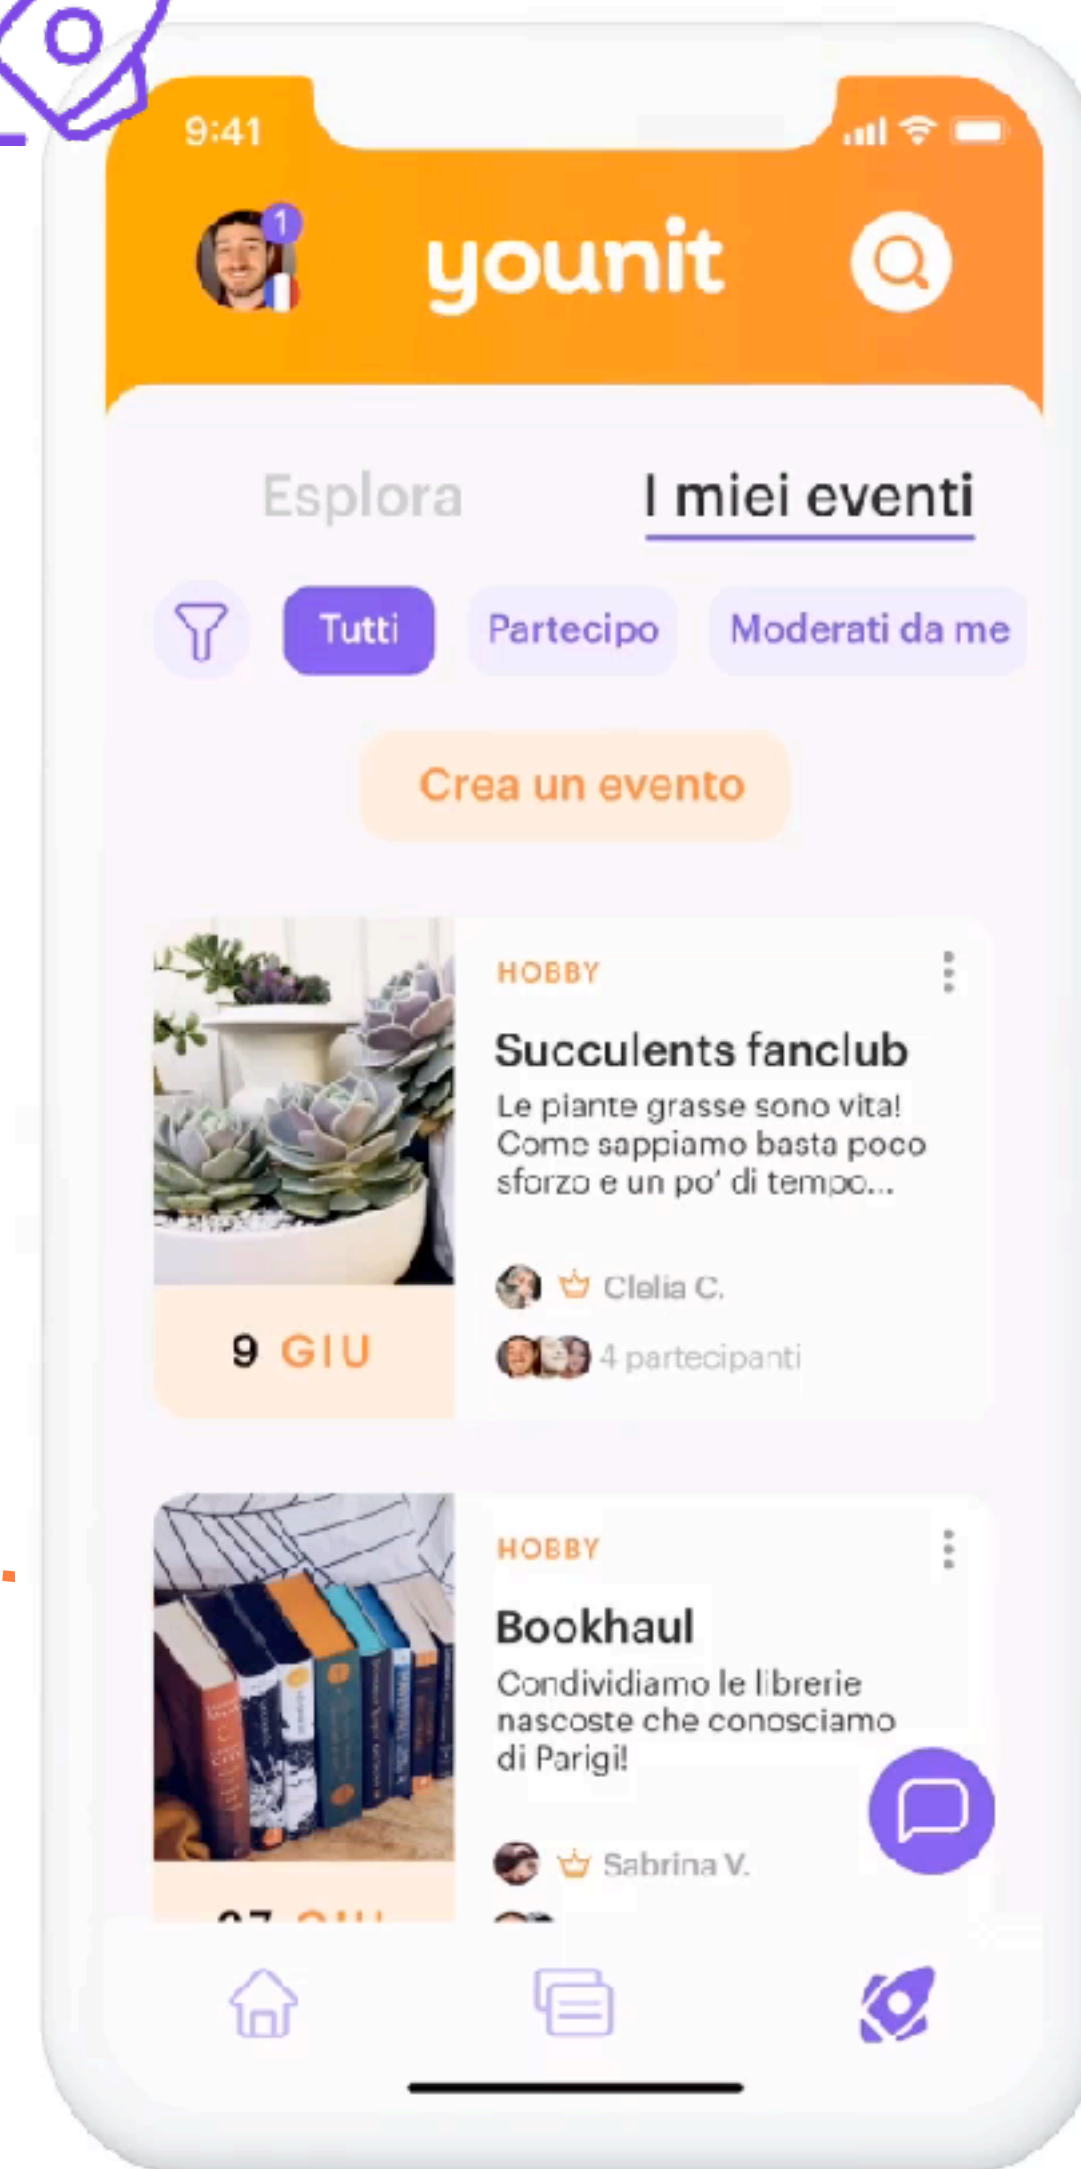 9:41
1
younit
Esplora
I miei eventi
Tutti
Partecipo
Moderati da me
Crea un evento
HOBBY
Succulents fanclub
Le piante grasse sono vita!
Come sappiamo basta poco
sforzo e un po' di tempo...
Clelia C.
4 partecipanti
9 GIU
HOBBY
Bookhaul
Condividiamo le librerie
nascoste che conosciamo
di Parigi!
Sabrina V.